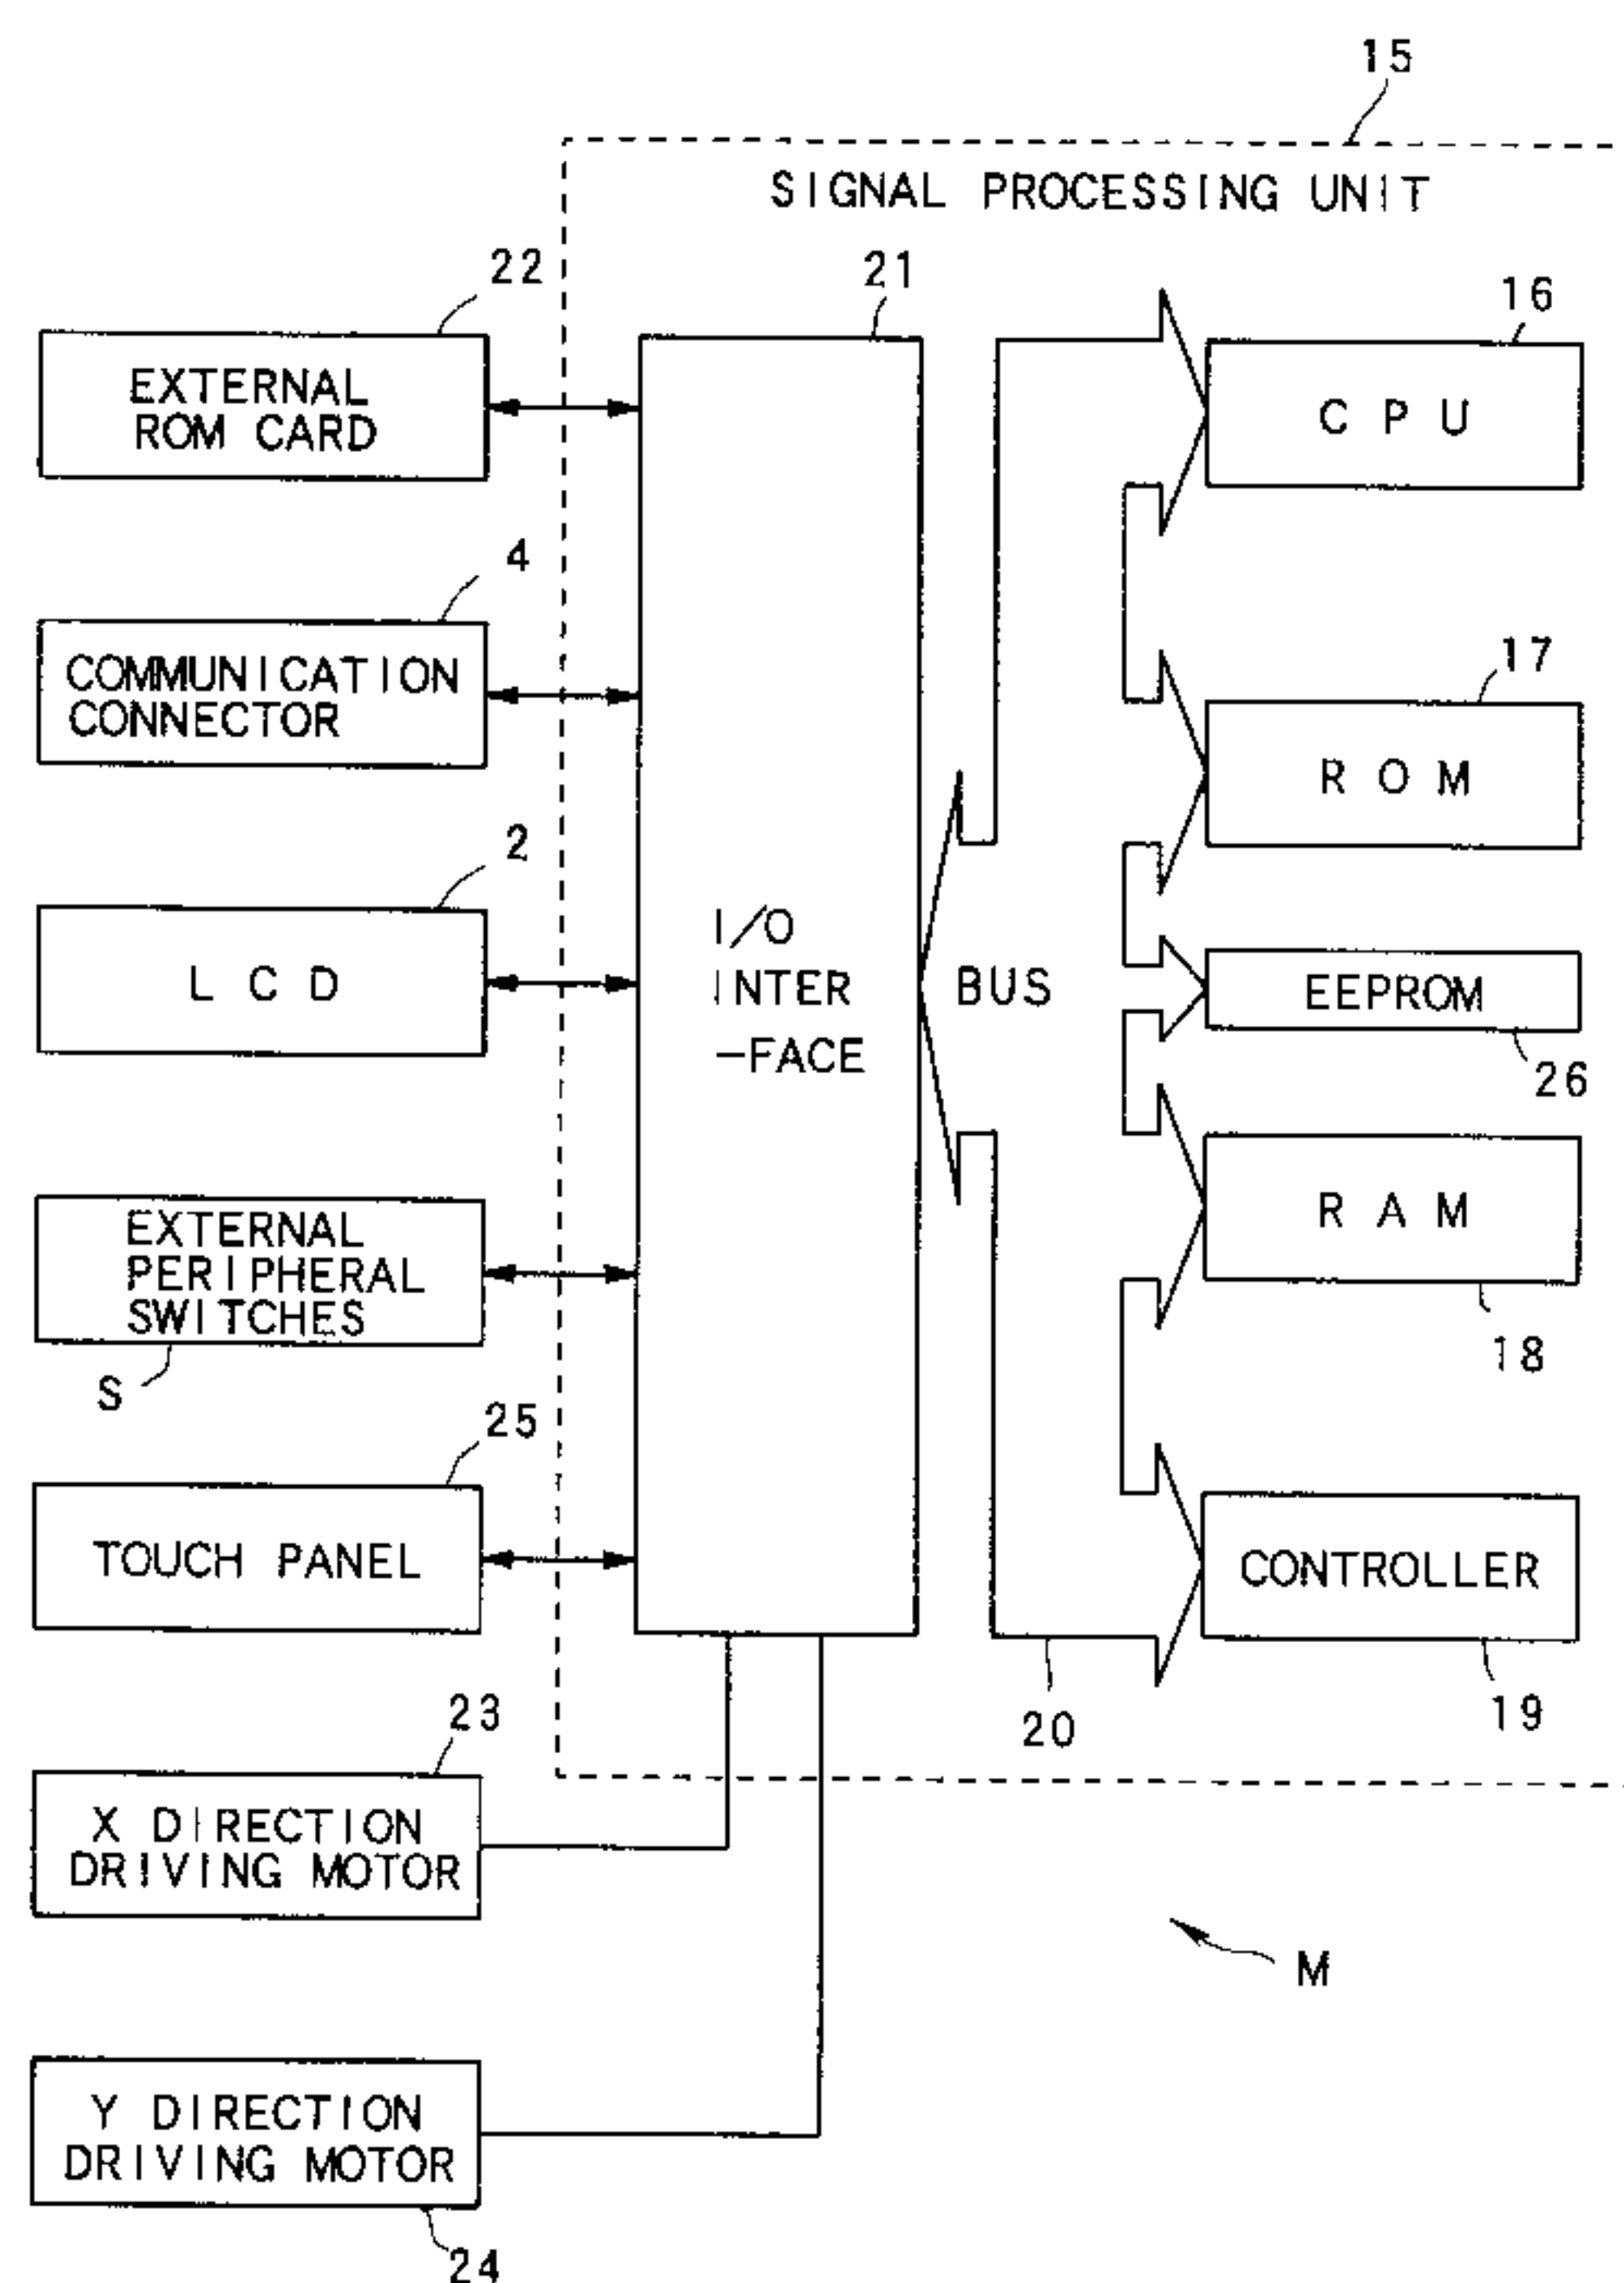 15
SIGNAL PROCESSING UNIT
22
21
16
EXTERNAL
ROM CARD
C P U
4
COMMUNICATION
CONNECTOR
17
R O M
2
L C D
I/O
INTER
-FACE
BUS
EEPROM
26
EXTERNAL
PERIPHERAL
SWITCHES
S
R A M
18
25
TOUCH PANEL
CONTROLLER
19
20
23
X DIRECTION
DRIVING MOTOR
M
Y DIRECTION
DRIVING MOTOR
24